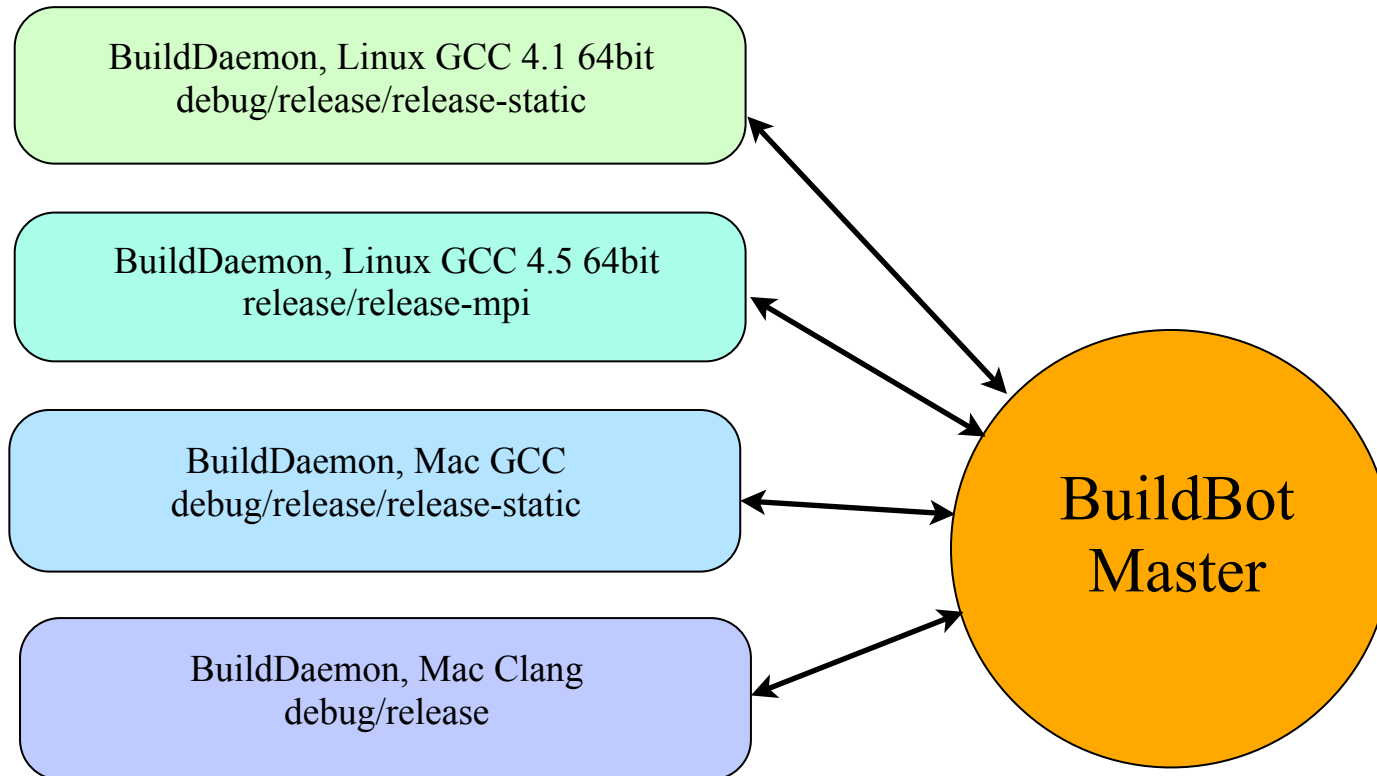 BuildDaemon, Linux GCC 4.1 64bit
debug/release/release-static
BuildDaemon, Linux GCC 4.5 64bit
release/release-mpi
BuildDaemon, Mac GCC
debug/release/release-static
BuildDaemon, Mac Clang
debug/release
BuildBot
Master